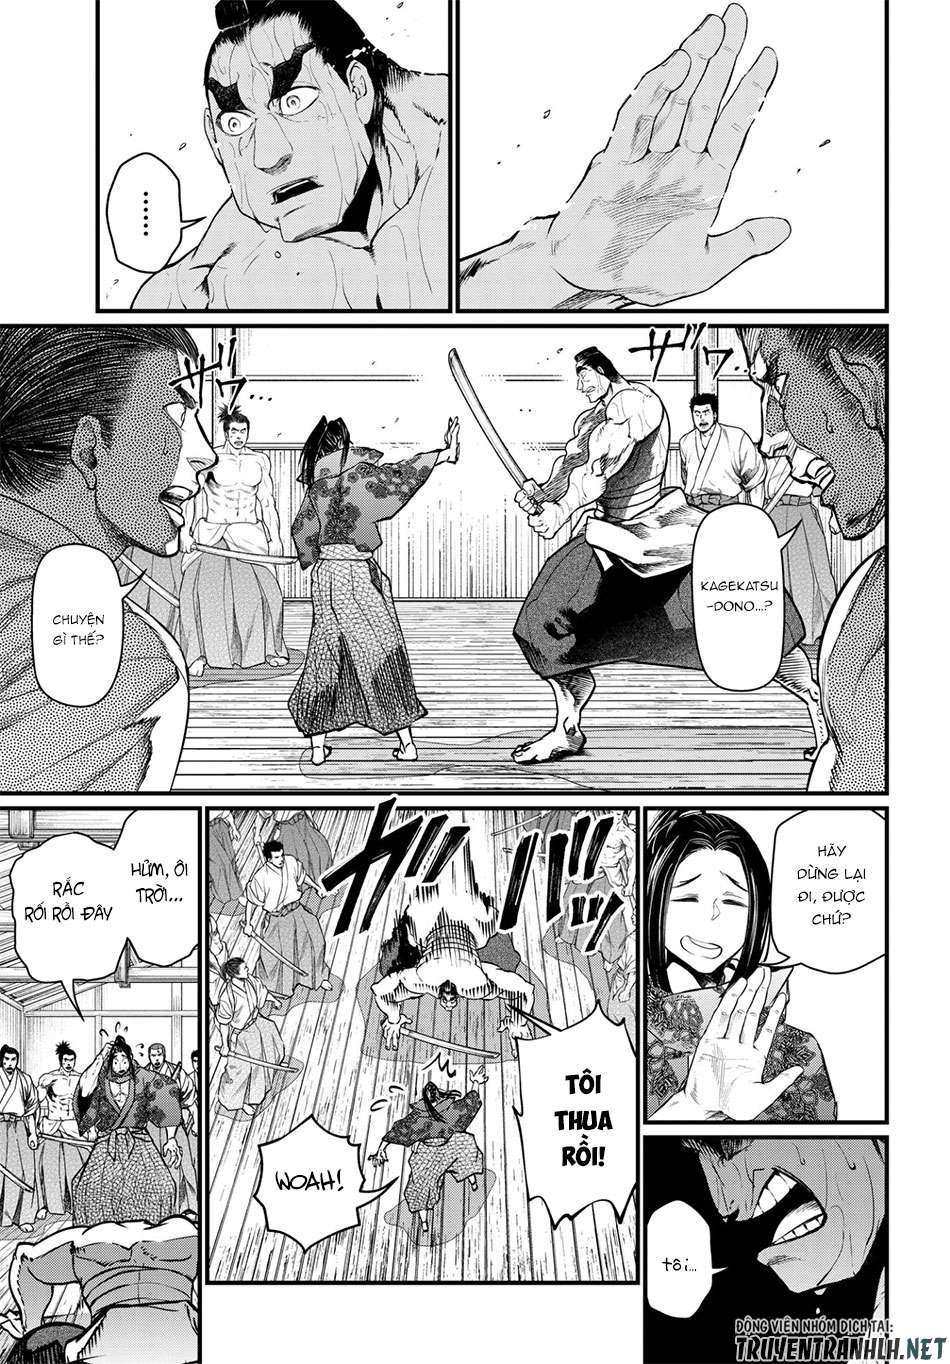 ......
ザワ…
ザワ…
KAGEKATSU
-DONO...?
CHUYỆN
GÌ THẾ?
HÃY
DỪNG LẠI
ĐI, ĐƯỢC
CHỨ?
TÔI...
ガバッ
TÔI
THUA
RỒI!
WOAH!
HỬM, ÔI
TRỜI...
RẮC
RỐI RỒI ĐÂY
ĐỘNG VIÊN NHÓM DỊCH TẠI:
TRUYENTRANHLH.NET